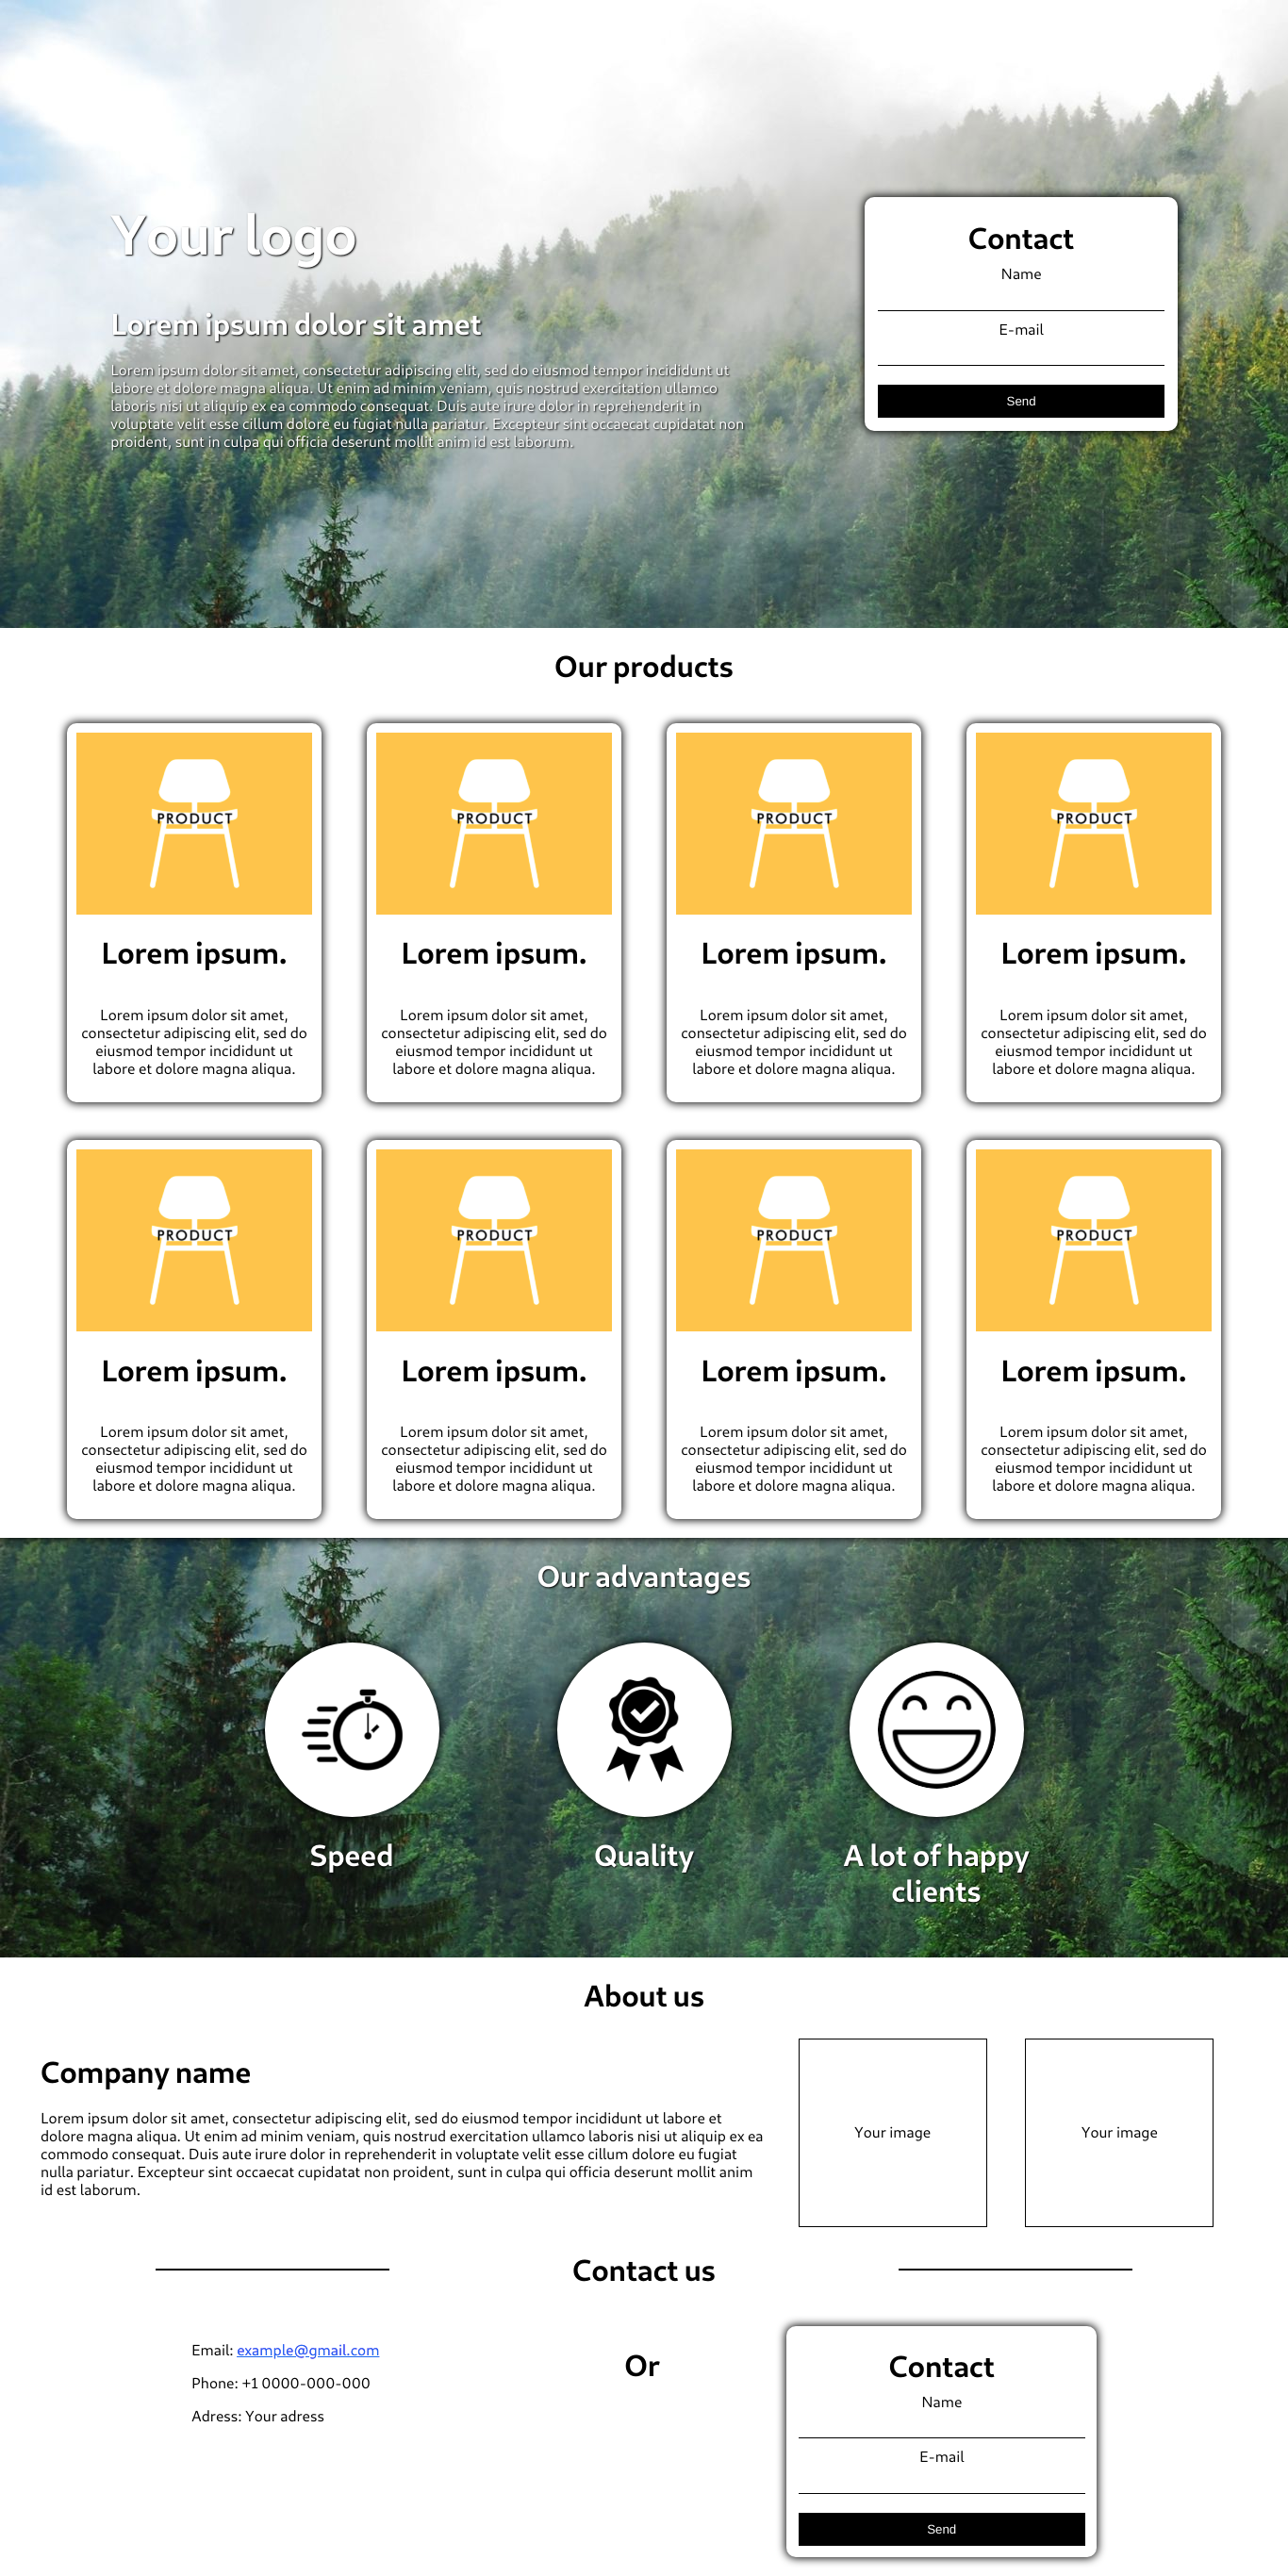 Your logo
Lorem ipsum dolor sit amet
Lorem ipsum dolor sit amet, consectetur adipiscing elit, sed do eiusmod tempor incididunt ut
labore et dolore magna aliqua. Ut enim ad minim veniam, quis nostrud exercitation ullamco
laboris nisi ut aliquip ex ea commodo consequat. Duis aute irure dolor in reprehenderit in
voluptate velit esse cillum dolore eu fugiat nulla pariatur. Excepteur sint occaecat cupidatat non
proident, sunt in culpa qui officia deserunt mollit anim id est laborum.
Contact
Name
E-mail
Send
Our products
PRODUCT
Lorem ipsum.
Lorem ipsum dolor sit amet,
consectetur adipiscing elit, sed do
eiusmod tempor incididunt ut
labore et dolore magna aliqua.
PRODUCT
Lorem ipsum.
Lorem ipsum dolor sit amet,
consectetur adipiscing elit, sed do
eiusmod tempor incididunt ut
labore et dolore magna aliqua.
PRODUCT
Lorem ipsum.
Lorem ipsum dolor sit amet,
consectetur adipiscing elit, sed do
eiusmod tempor incididunt ut
labore et dolore magna aliqua.
PRODUCT
Lorem ipsum.
Lorem ipsum dolor sit amet,
consectetur adipiscing elit, sed do
eiusmod tempor incididunt ut
labore et dolore magna aliqua.
PRODUCT
Lorem ipsum.
Lorem ipsum dolor sit amet,
consectetur adipiscing elit, sed do
eiusmod tempor incididunt ut
labore et dolore magna aliqua.
PRODUCT
Lorem ipsum.
Lorem ipsum dolor sit amet,
consectetur adipiscing elit, sed do
eiusmod tempor incididunt ut
labore et dolore magna aliqua.
PRODUCT
Lorem ipsum.
Lorem ipsum dolor sit amet,
consectetur adipiscing elit, sed do
eiusmod tempor incididunt ut
labore et dolore magna aliqua.
PRODUCT
Lorem ipsum.
Lorem ipsum dolor sit amet,
consectetur adipiscing elit, sed do
eiusmod tempor incididunt ut
labore et dolore magna aliqua.
Our advantages
Speed
Quality
A lot of happy
clients
About us
Company name
Lorem ipsum dolor sit amet, consectetur adipiscing elit, sed do eiusmod tempor incididunt ut labore et
dolore magna aliqua. Ut enim ad minim veniam, quis nostrud exercitation ullamco laboris nisi ut aliquip ex ea
commodo consequat. Duis aute irure dolor in reprehenderit in voluptate velit esse cillum dolore eu fugiat
nulla pariatur. Excepteur sint occaecat cupidatat non proident, sunt in culpa qui officia deserunt mollit anim
id est laborum.
Your image
Your image
Contact us
Email: example@gmail.com
Phone: +1 0000-000-000
Adress: Your adress
Or
Contact
Name
E-mail
Send